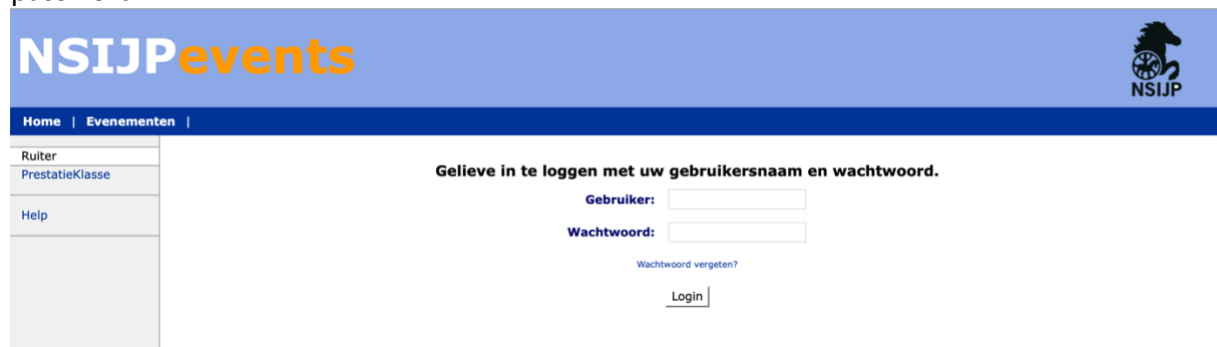 NSIJPevents
NSIJP
Home | Evenementen |
Ruiter
PrestatieKlasse
Help
Gelieve in te loggen met uw gebruikersnaam en wachtwoord.
Gebruiker:
Wachtwoord:
Wachtwoord vergeten?
Login